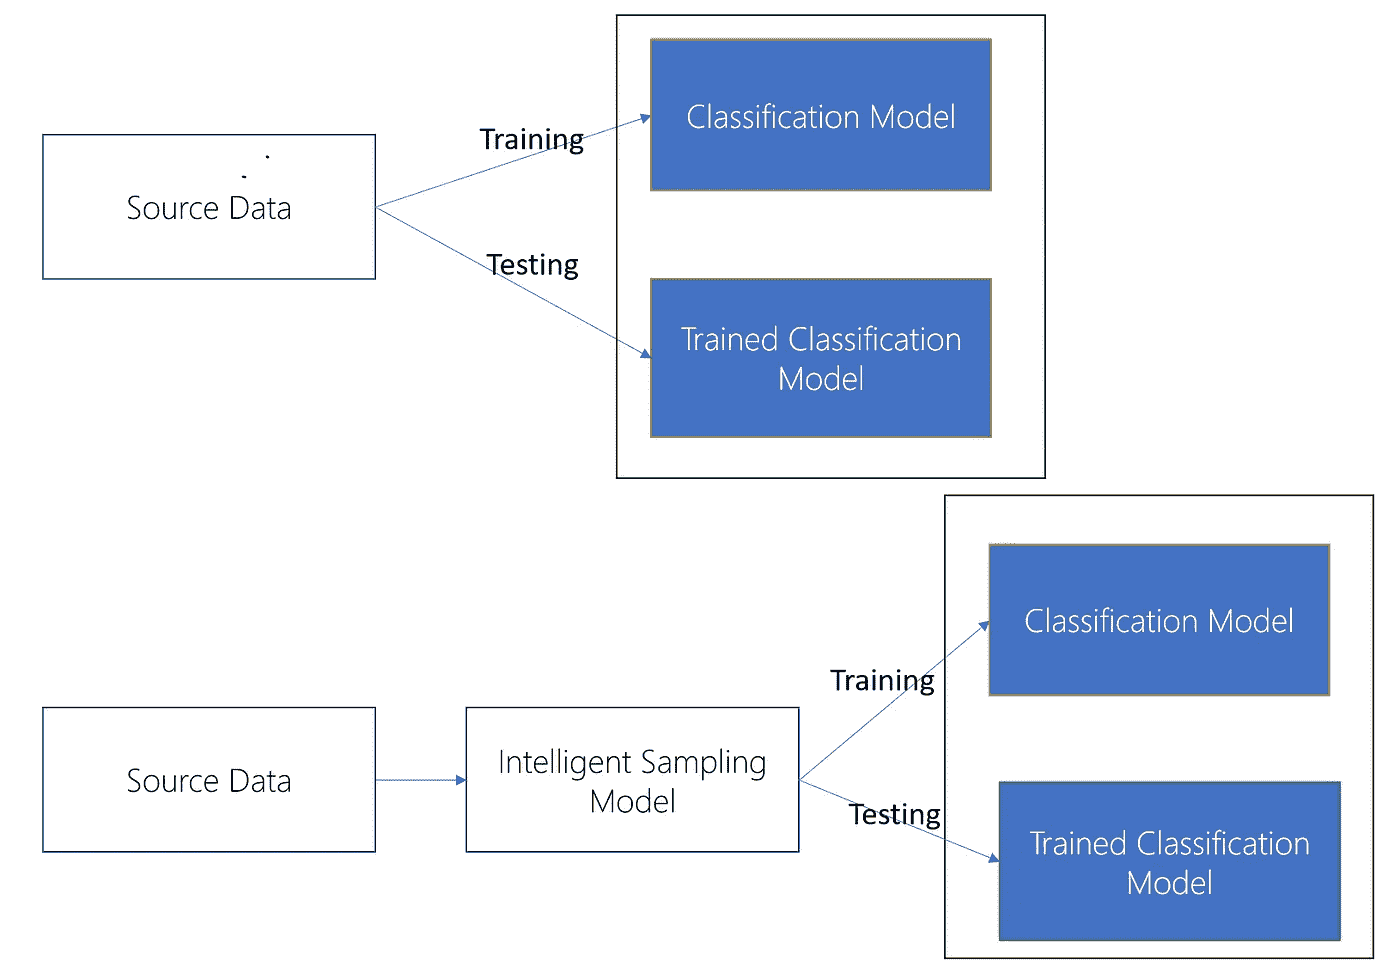 Classification Model
Training
Source Data
Testing
Trained Classification
Model
Classification Model
Training
Source Data
Intelligent Sampling
Model
Testing
Trained Classification
Model